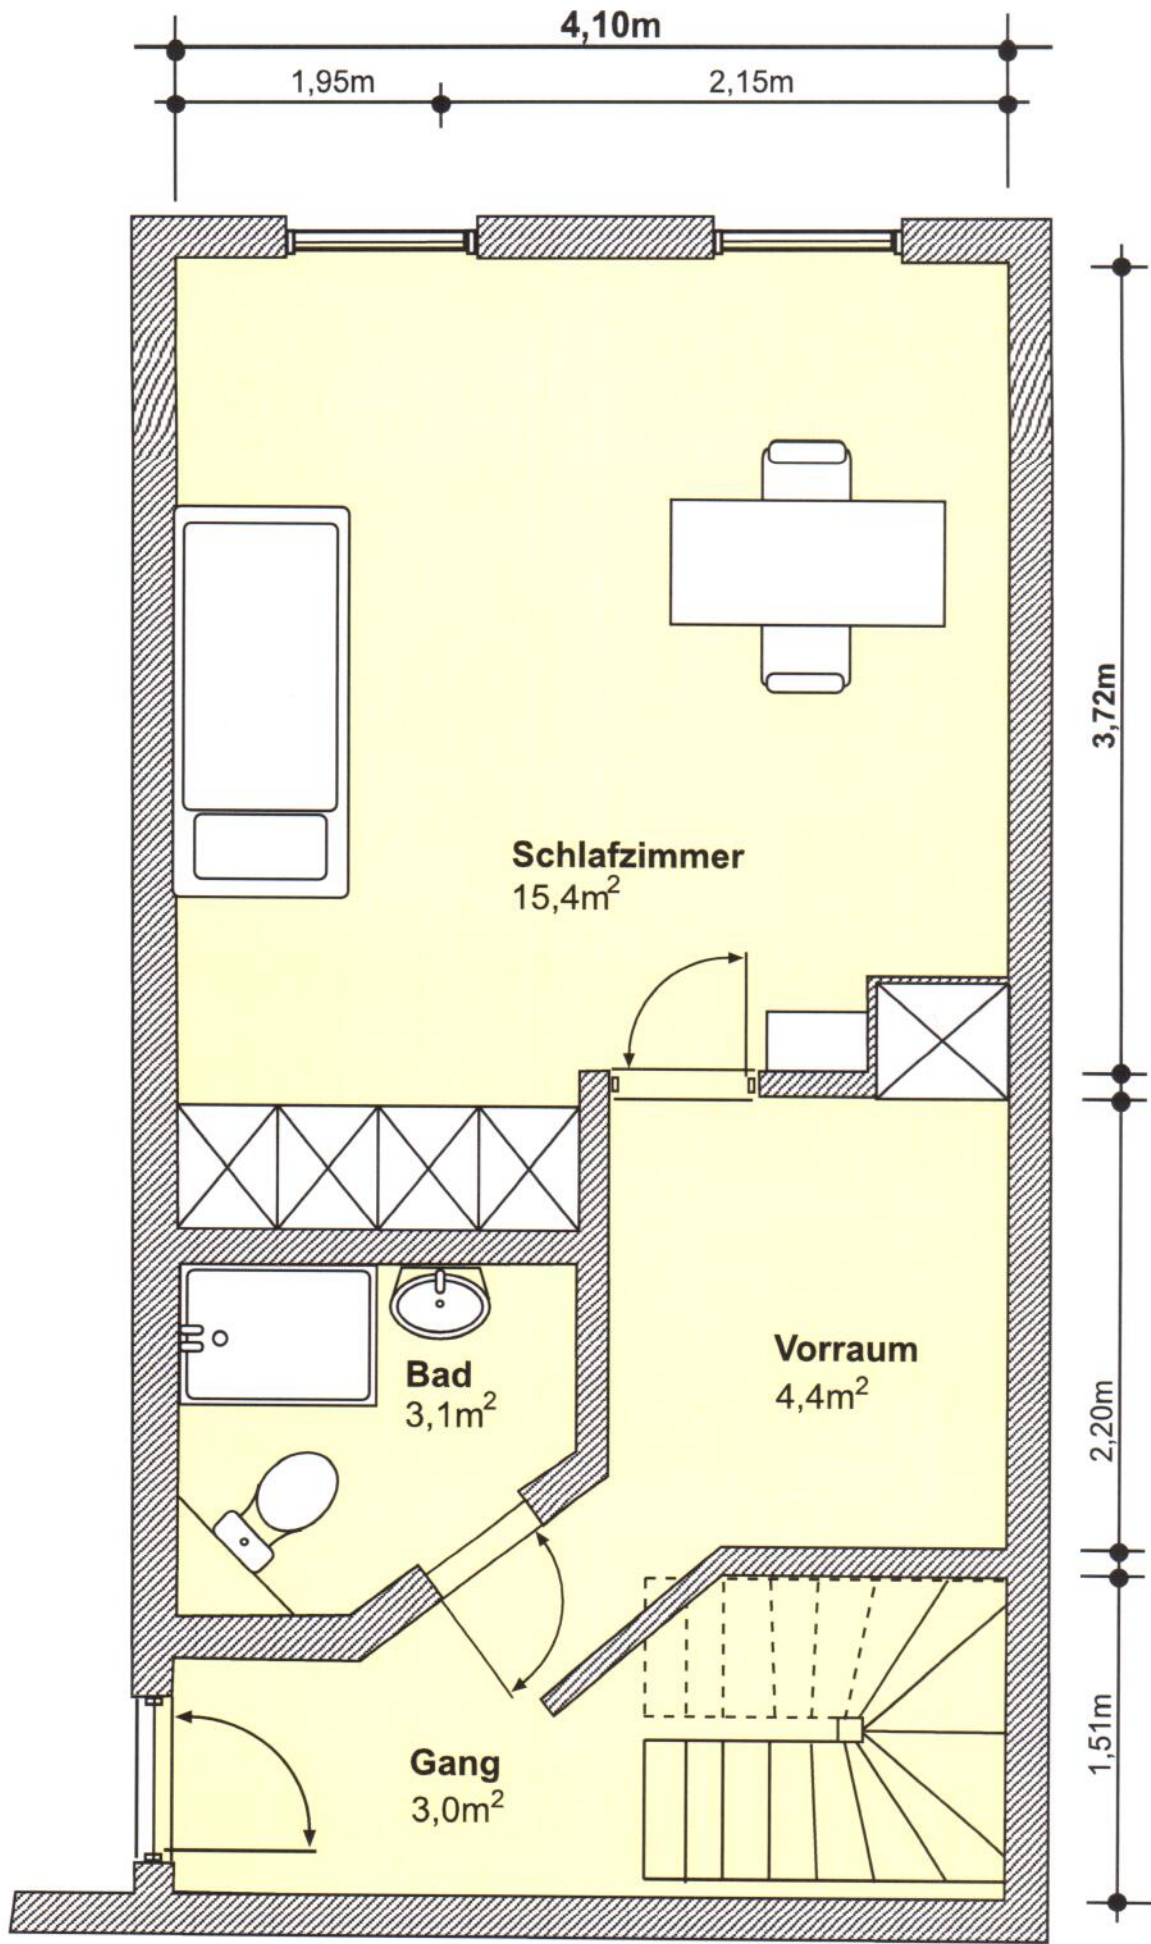 4,10m
1,95m
2,15m
3,72m
Schlafzimmer
15,4m²
Vorraum
4,4m²
Bad
3,1m²
2,20m
1,51m
Gang
3,0m²